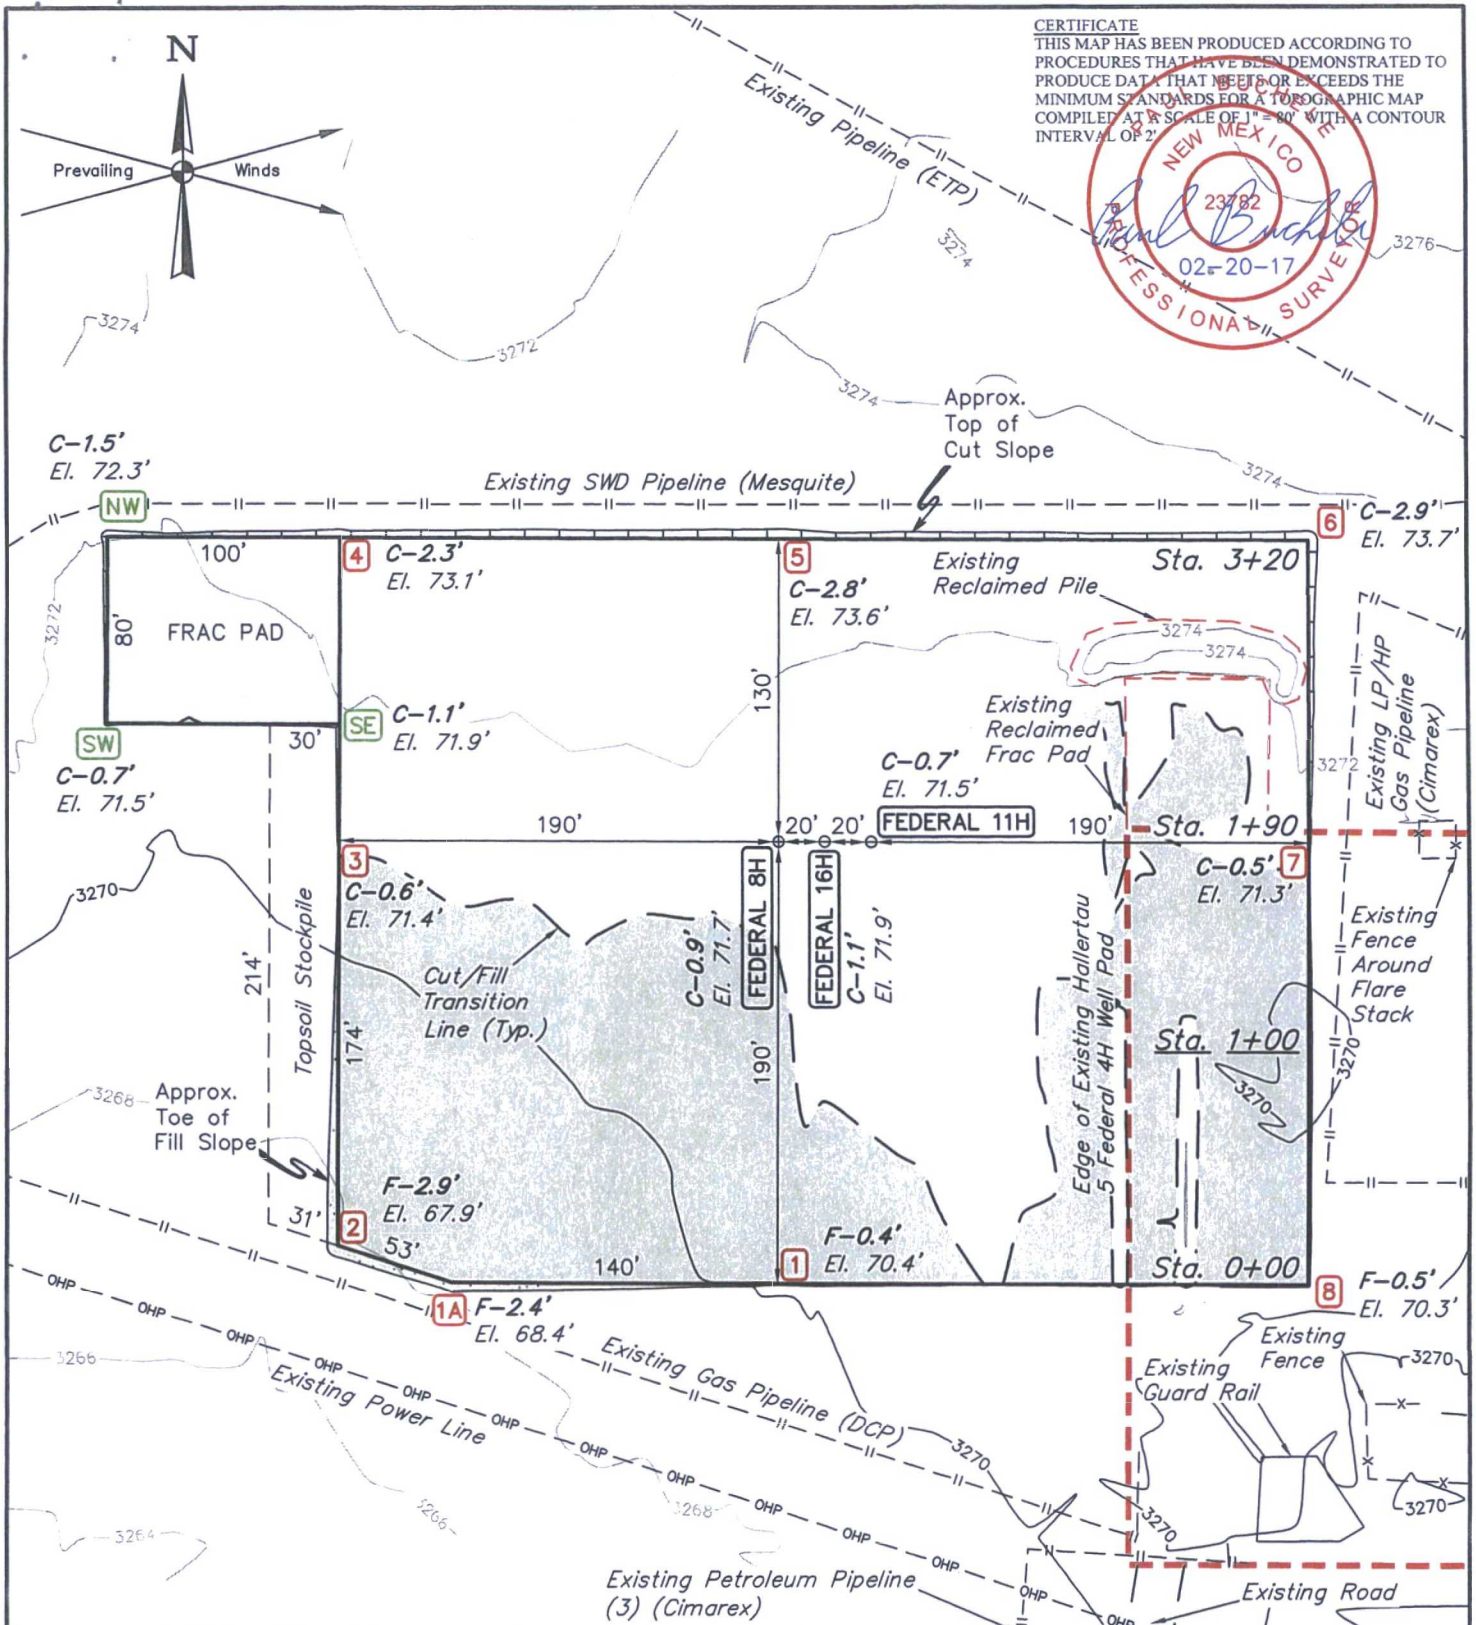 N
Prevailing Winds
CERTIFICATE
THIS MAP HAS BEEN PRODUCED ACCORDING TO
PROCEDURES THAT HAVE BEEN DEMONSTRATED TO
PRODUCE DATA THAT MEETS OR EXCEEDS THE
MINIMUM STANDARDS FOR A TOPOGRAPHIC MAP
COMPILED AT A SCALE OF 1" = 80' WITH A CONTOUR
INTERVAL OF 2'
PAUL BUCHELE
NEW MEXICO
23782
PROFESSIONAL SURVEYOR
Paul Buchele
02-20-17
Existing Pipeline (ETP)
3274
3276
3274
3272
3274
3274
Approx.
Top of
Cut Slope
C-1.5'
El. 72.3'
NW
Existing SWD Pipeline (Mesquite)
6
C-2.9'
El. 73.7'
100'
80'
FRAC PAD
3272
4
C-2.3'
El. 73.1'
5
C-2.8'
El. 73.6'
Existing
Reclaimed Pile
Sta. 3+20
3274
3274
130'
SW
C-0.7'
El. 71.5'
30'
SE
C-1.1'
El. 71.9'
Existing
Reclaimed
Frac Pad
3272
Existing LP/HP
Gas Pipeline
(Cimarex)
C-0.7'
El. 71.5'
FEDERAL 11H
190'
20'
20'
190'
Sta. 1+90
3
C-0.6'
El. 71.4'
C-0.5'
El. 71.3'
7
3270
214'
Topsoil Stockpile
174'
Cut/Fill
Transition
Line (Typ.)
C-0.9'
El. 71.7'
FEDERAL 8H
FEDERAL 16H
C-1.1'
El. 71.9'
190'
Edge of Existing Hallertau
5 Federal 4H Well Pad
Existing
Fence
Around
Flare
Stack
Sta. 1+00
3270
3270
3268
Approx.
Toe of
Fill Slope
31'
2
F-2.9'
El. 67.9'
53'
140'
1
F-0.4'
El. 70.4'
Sta. 0+00
8
F-0.5'
El. 70.3'
1A
F-2.4'
El. 68.4'
OHP
OHP
OHP
OHP
OHP
OHP
OHP
OHP
OHP
OHP
OHP
OHP
OHP
3266
Existing Power Line
Existing Gas Pipeline (DCP)
3270
Existing
Fence
Existing
Guard Rail
3270
3270
3270
3264
3266
3268
Existing Petroleum Pipeline
(3) (Cimarex)
Existing Road